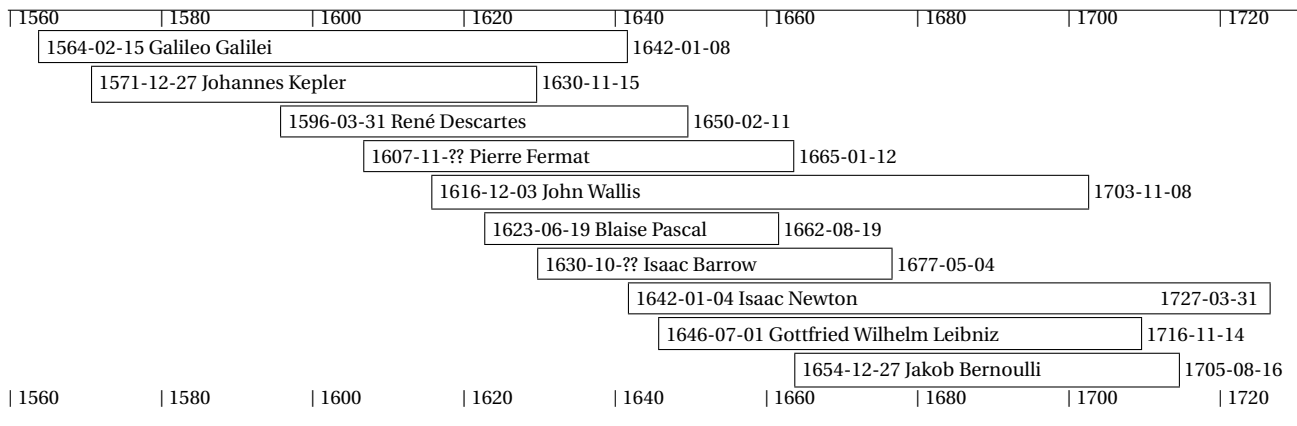 | 1560 | 1580 | 1600 | 1620 | 1640 | 1660 | 1680 | 1700 | 1720
1564-02-15 Galileo Galilei 1642-01-08
1571-12-27 Johannes Kepler 1630-11-15
1596-03-31 René Descartes 1650-02-11
1607-11-?? Pierre Fermat 1665-01-12
1616-12-03 John Wallis 1703-11-08
1623-06-19 Blaise Pascal 1662-08-19
1630-10-?? Isaac Barrow 1677-05-04
1642-01-04 Isaac Newton 1727-03-31
1646-07-01 Gottfried Wilhelm Leibniz 1716-11-14
1654-12-27 Jakob Bernoulli 1705-08-16
| 1560 | 1580 | 1600 | 1620 | 1640 | 1660 | 1680 | 1700 | 1720